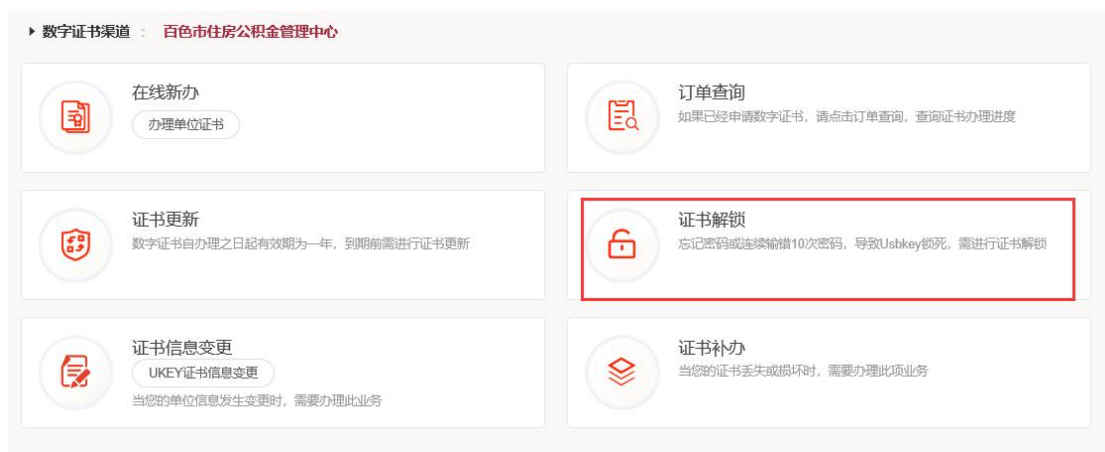 数字证书渠道 : 百色市住房公积金管理中心
在线新办
办理单位证书
订单查询
如果已经申请数字证书，请点击订单查询，查询证书办理进度
证书更新
数字证书自办理之日起有效期为一年，到期前需进行证书更新
证书解锁
忘记密码或连续输错10次密码，导致Usbkey锁死，需进行证书解锁
证书信息变更
UKEY证书信息变更
当您的单位信息发生变更时，需要办理此业务
证书补办
当您的证书丢失或损坏时，需要办理此项业务